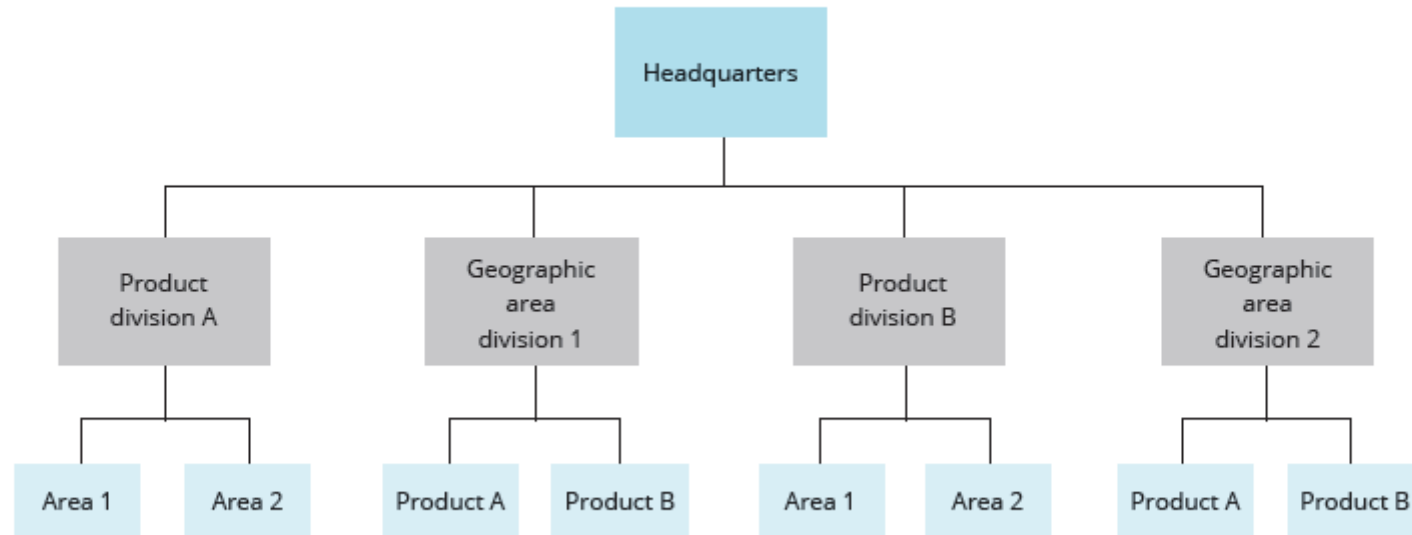 Headquarters
Product
division A
Geographic
area
division 1
Product
division B
Geographic
area
division 2
Area 1
Area 2
Product A
Product B
Area 1
Area 2
Product A
Product B